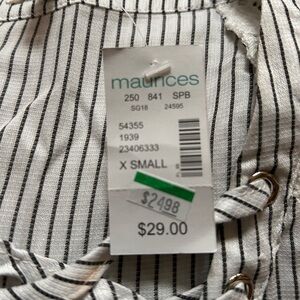 maurices
250 841 SPB
SG18 24595
54355
1939
23406333
X SMALL
$2498
$29.00